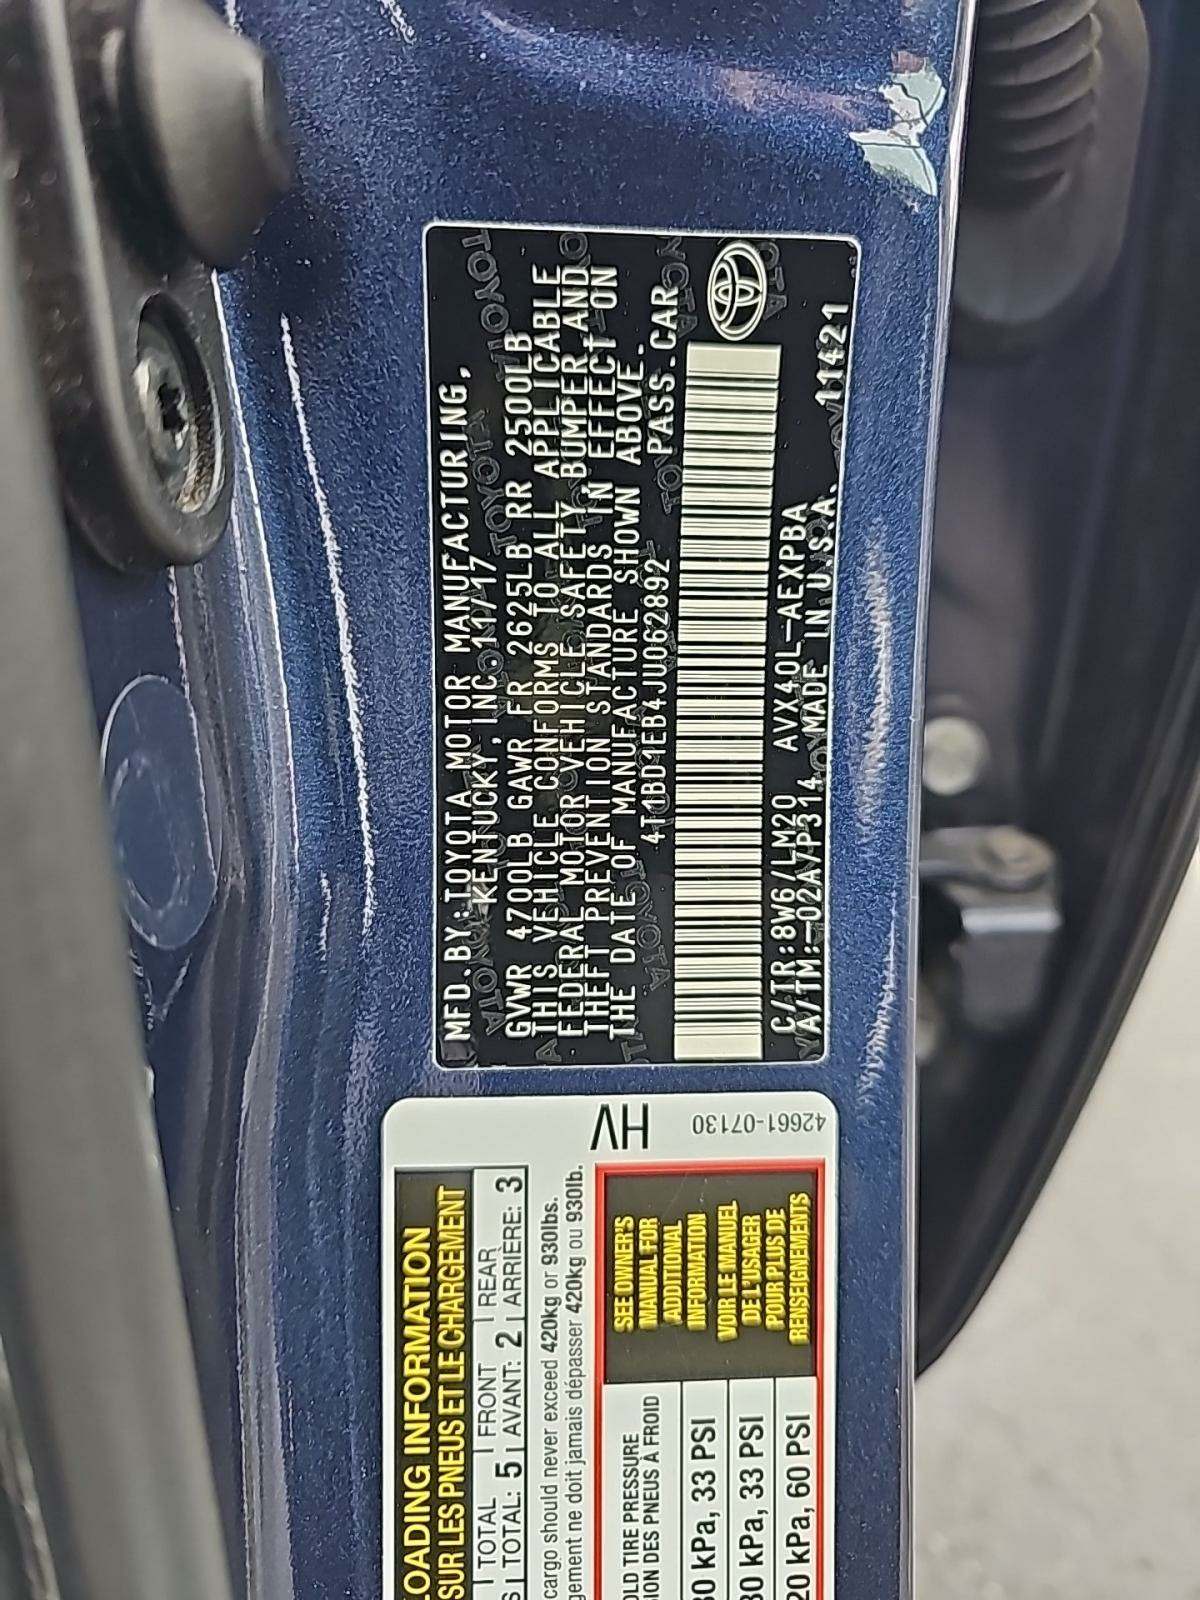 MFD.BY:TOYOTA MOTOR MANUFACTURING,
KENTUCKY, INC. 11/17
GVWR 4700LB GAWR FR 2625LB RR 2500LB
THIS VEHICLE CONFORMS TO ALL APPLICABLE
FEDERAL MOTOR VEHICLE SAFETY, BUMPER, AND
THEFT PREVENTION STANDARDS IN EFFECT ON
THE DATE OF MANUFACTURE SHOWN ABOVE.
4T1BD1EB4JU062892 PASS.CAR
C/TR:8W6/LM20 AVX40L-AEXPBA
A/TM:-02A/P314 MADE IN U.S.A. 11421
HV
42661-07130
LOADING INFORMATION
SUR LES PNEUS ET LE CHARGEMENT
TOTAL FRONT REAR
TOTAL: 5 AVANT: 2 ARRIÈRE: 3
cargo should never exceed 420kg or 930lbs.
gement ne doit jamais dépasser 420kg ou 930lb.
OLD TIRE PRESSURE
ION DES PNEUS À FROID
30 kPa, 33 PSI
30 kPa, 33 PSI
20 kPa, 60 PSI
SEE OWNER'S
MANUAL FOR
ADDITIONAL
INFORMATION
VOIR LE MANUEL
DE L'USAGER
POUR PLUS DE
RENSEIGNEMENTS